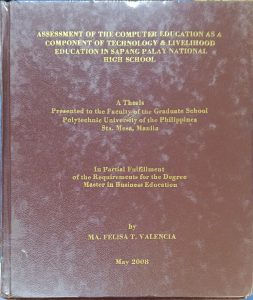 ASSESSMENT OF THE COMPUTER EDUCATION AS A
COMPONENT OF TECHNOLOGY & LIVELIHOOD
EDUCATION IN SAPANG PALAY NATIONAL
HIGH SCHOOL
A Thesis
Presented to the Faculty of the Graduate School
Polytechnic University of the Philippines
Sta. Mesa, Manila
In Partial Fulfillment
of the Requirements for the Degree
Master in Business Education
by
MA. FELISA T. VALENCIA
May 2008